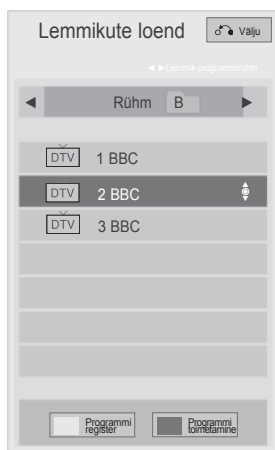 Lemmikute loend
Välju
◄ ►Lemmik-programmirühm
◄ Rühm B ►
DTV 1 BBC
DTV 2 BBC
DTV 3 BBC
Programmi register
Programmi toimetamine